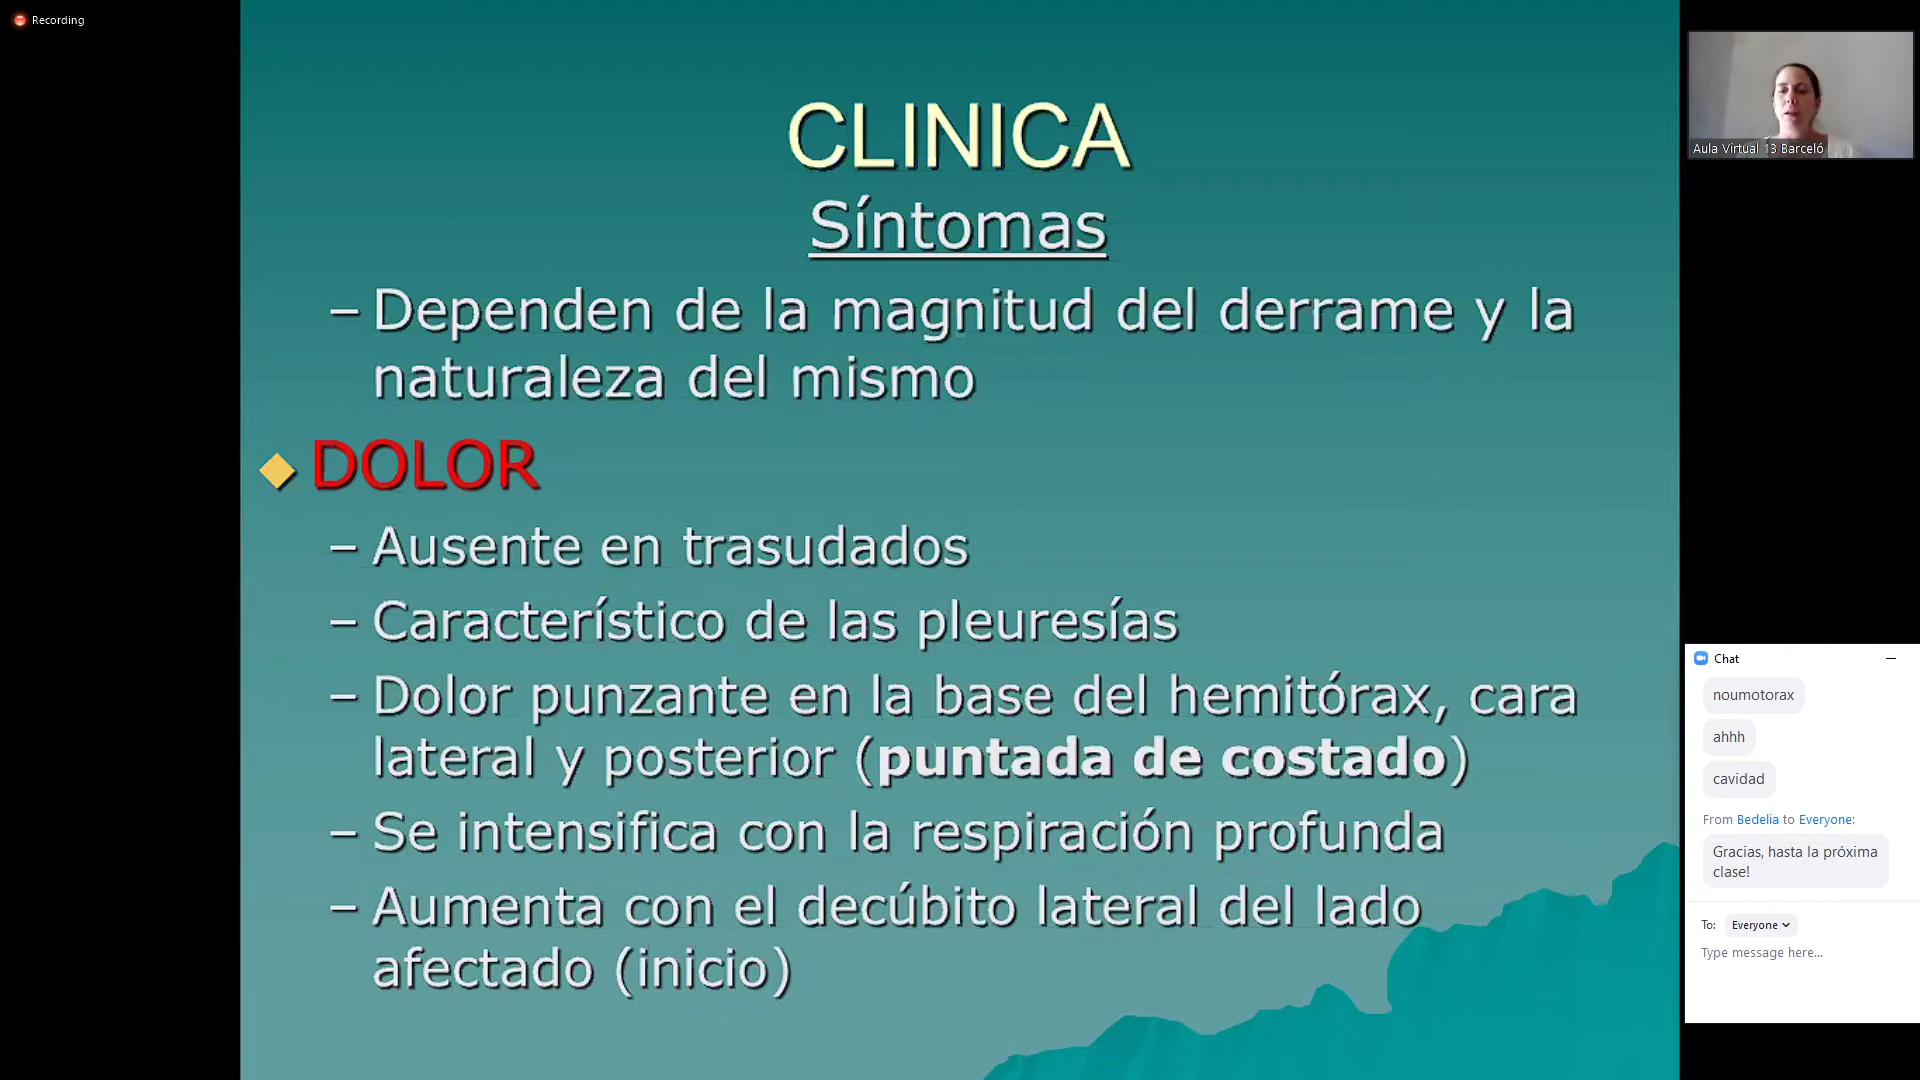 Recording
CLINICA
Síntomas
– Dependen de la magnitud del derrame y la
naturaleza del mismo
DOLOR
– Ausente en trasudados
– Característico de las pleuresías
– Dolor punzante en la base del hemitórax, cara
lateral y posterior (puntada de costado)
– Se intensifica con la respiración profunda
– Aumenta con el decúbito lateral del lado
afectado (inicio)
Aula Virtual 13 Barceló
Chat
noumotorax
ahhh
cavidad
From Bedelia to Everyone:
Gracias, hasta la próxima
clase!
To: Everyone
Type message here...